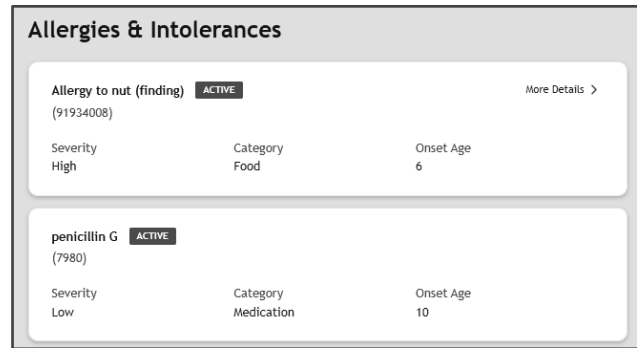 Allergies & Intolerances
Allergy to nut (finding) ACTIVE More Details >
(91934008)
Severity Category Onset Age
High Food 6
penicillin G ACTIVE
(7980)
Severity Category Onset Age
Low Medication 10